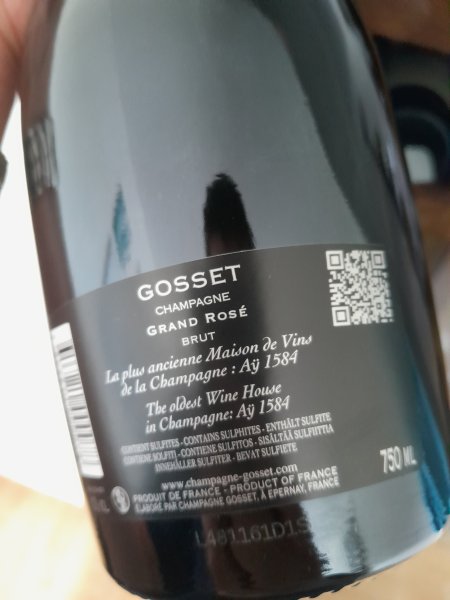 GOSSET
CHAMPAGNE
GRAND ROSÉ
BRUT
La plus ancienne Maison de Vins
de la Champagne : Aÿ 1584
The oldest Wine House
in Champagne: Aÿ 1584
CONTIENT SULFITES - CONTAINS SULPHITES - ENTHÄLT SULFITE
CONTIENE SOLFITI - CONTIENE SULFITOS - SISÄLTÄÄ SULFIITTIA
INNEHÅLLER SULFITER - BEVAT SULFIETE
www.champagne-gosset.com
750 ML
PRODUIT DE FRANCE - PRODUCT OF FRANCE
ÉLABORÉ PAR CHAMPAGNE GOSSET, À EPERNAY, FRANCE
L481161D1S